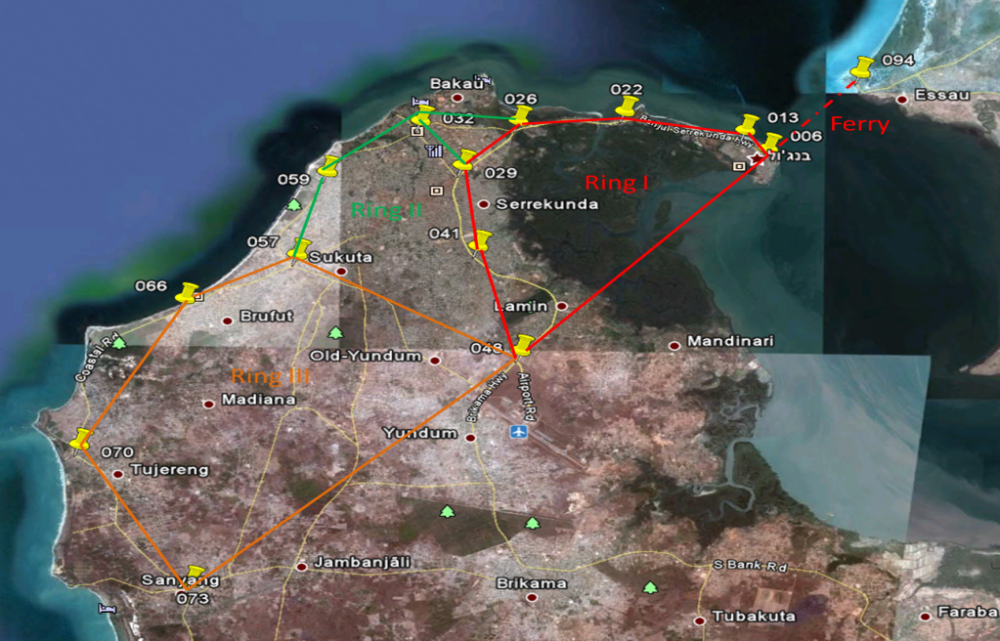 094
Bakau
022
Essau
026
013
032
Banjul-Serrekunda Hwy
Ferry
006
בנג'ול
029
059
Ring I
Ring II
Serrekunda
041
057
Sukuta
066
Lamin
Brufut
Coastal Rd
048
Mandinari
Old-Yundum
Ring III
Brikama Hwy
Airport Rd
Madiana
Yundum
070
Tujereng
Jambanjāli
S Bank Rd
Sanyang
073
Brikama
Tubakuta
Faraba